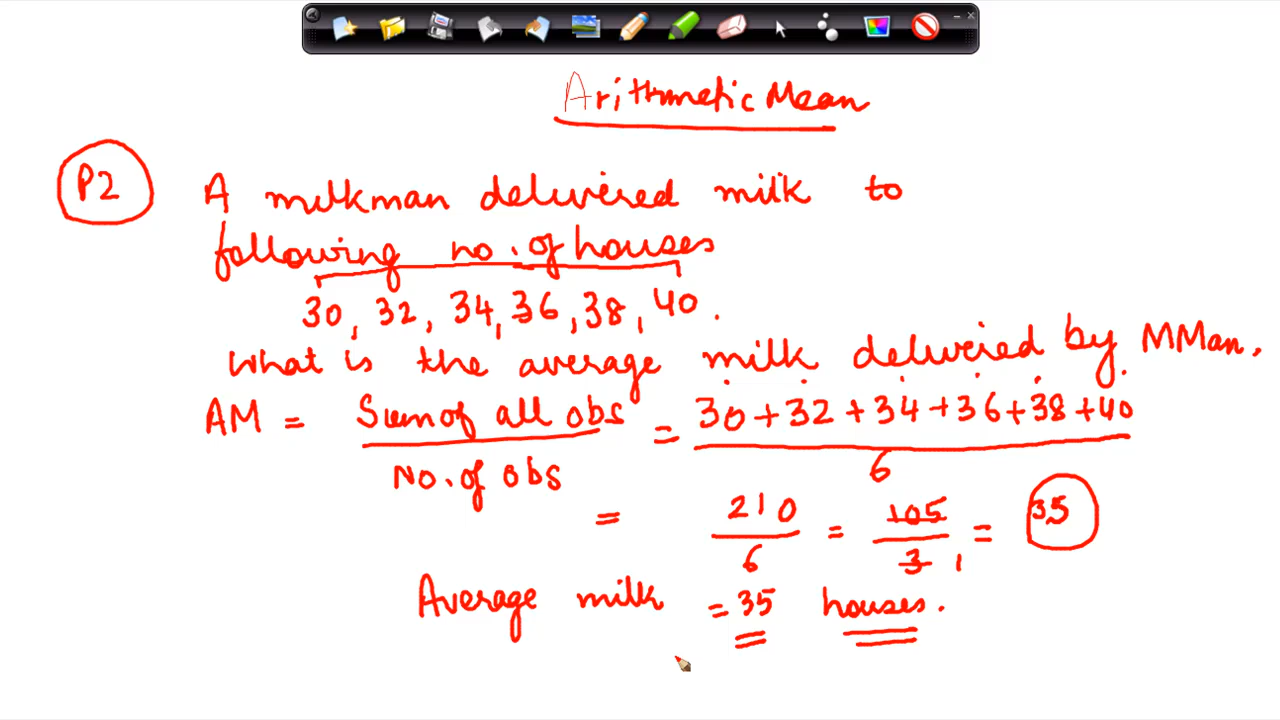 Arithmetic Mean
P2
A milkman delivered milk to
following no. of houses
30, 32, 34, 36, 38, 40.
What is the average milk delivered by MMan.
AM = Sum of all obs / No. of obs = 30+32+34+36+38+40 / 6
= 210/6 = 105/3 1 = 35
Average milk = 35 houses.